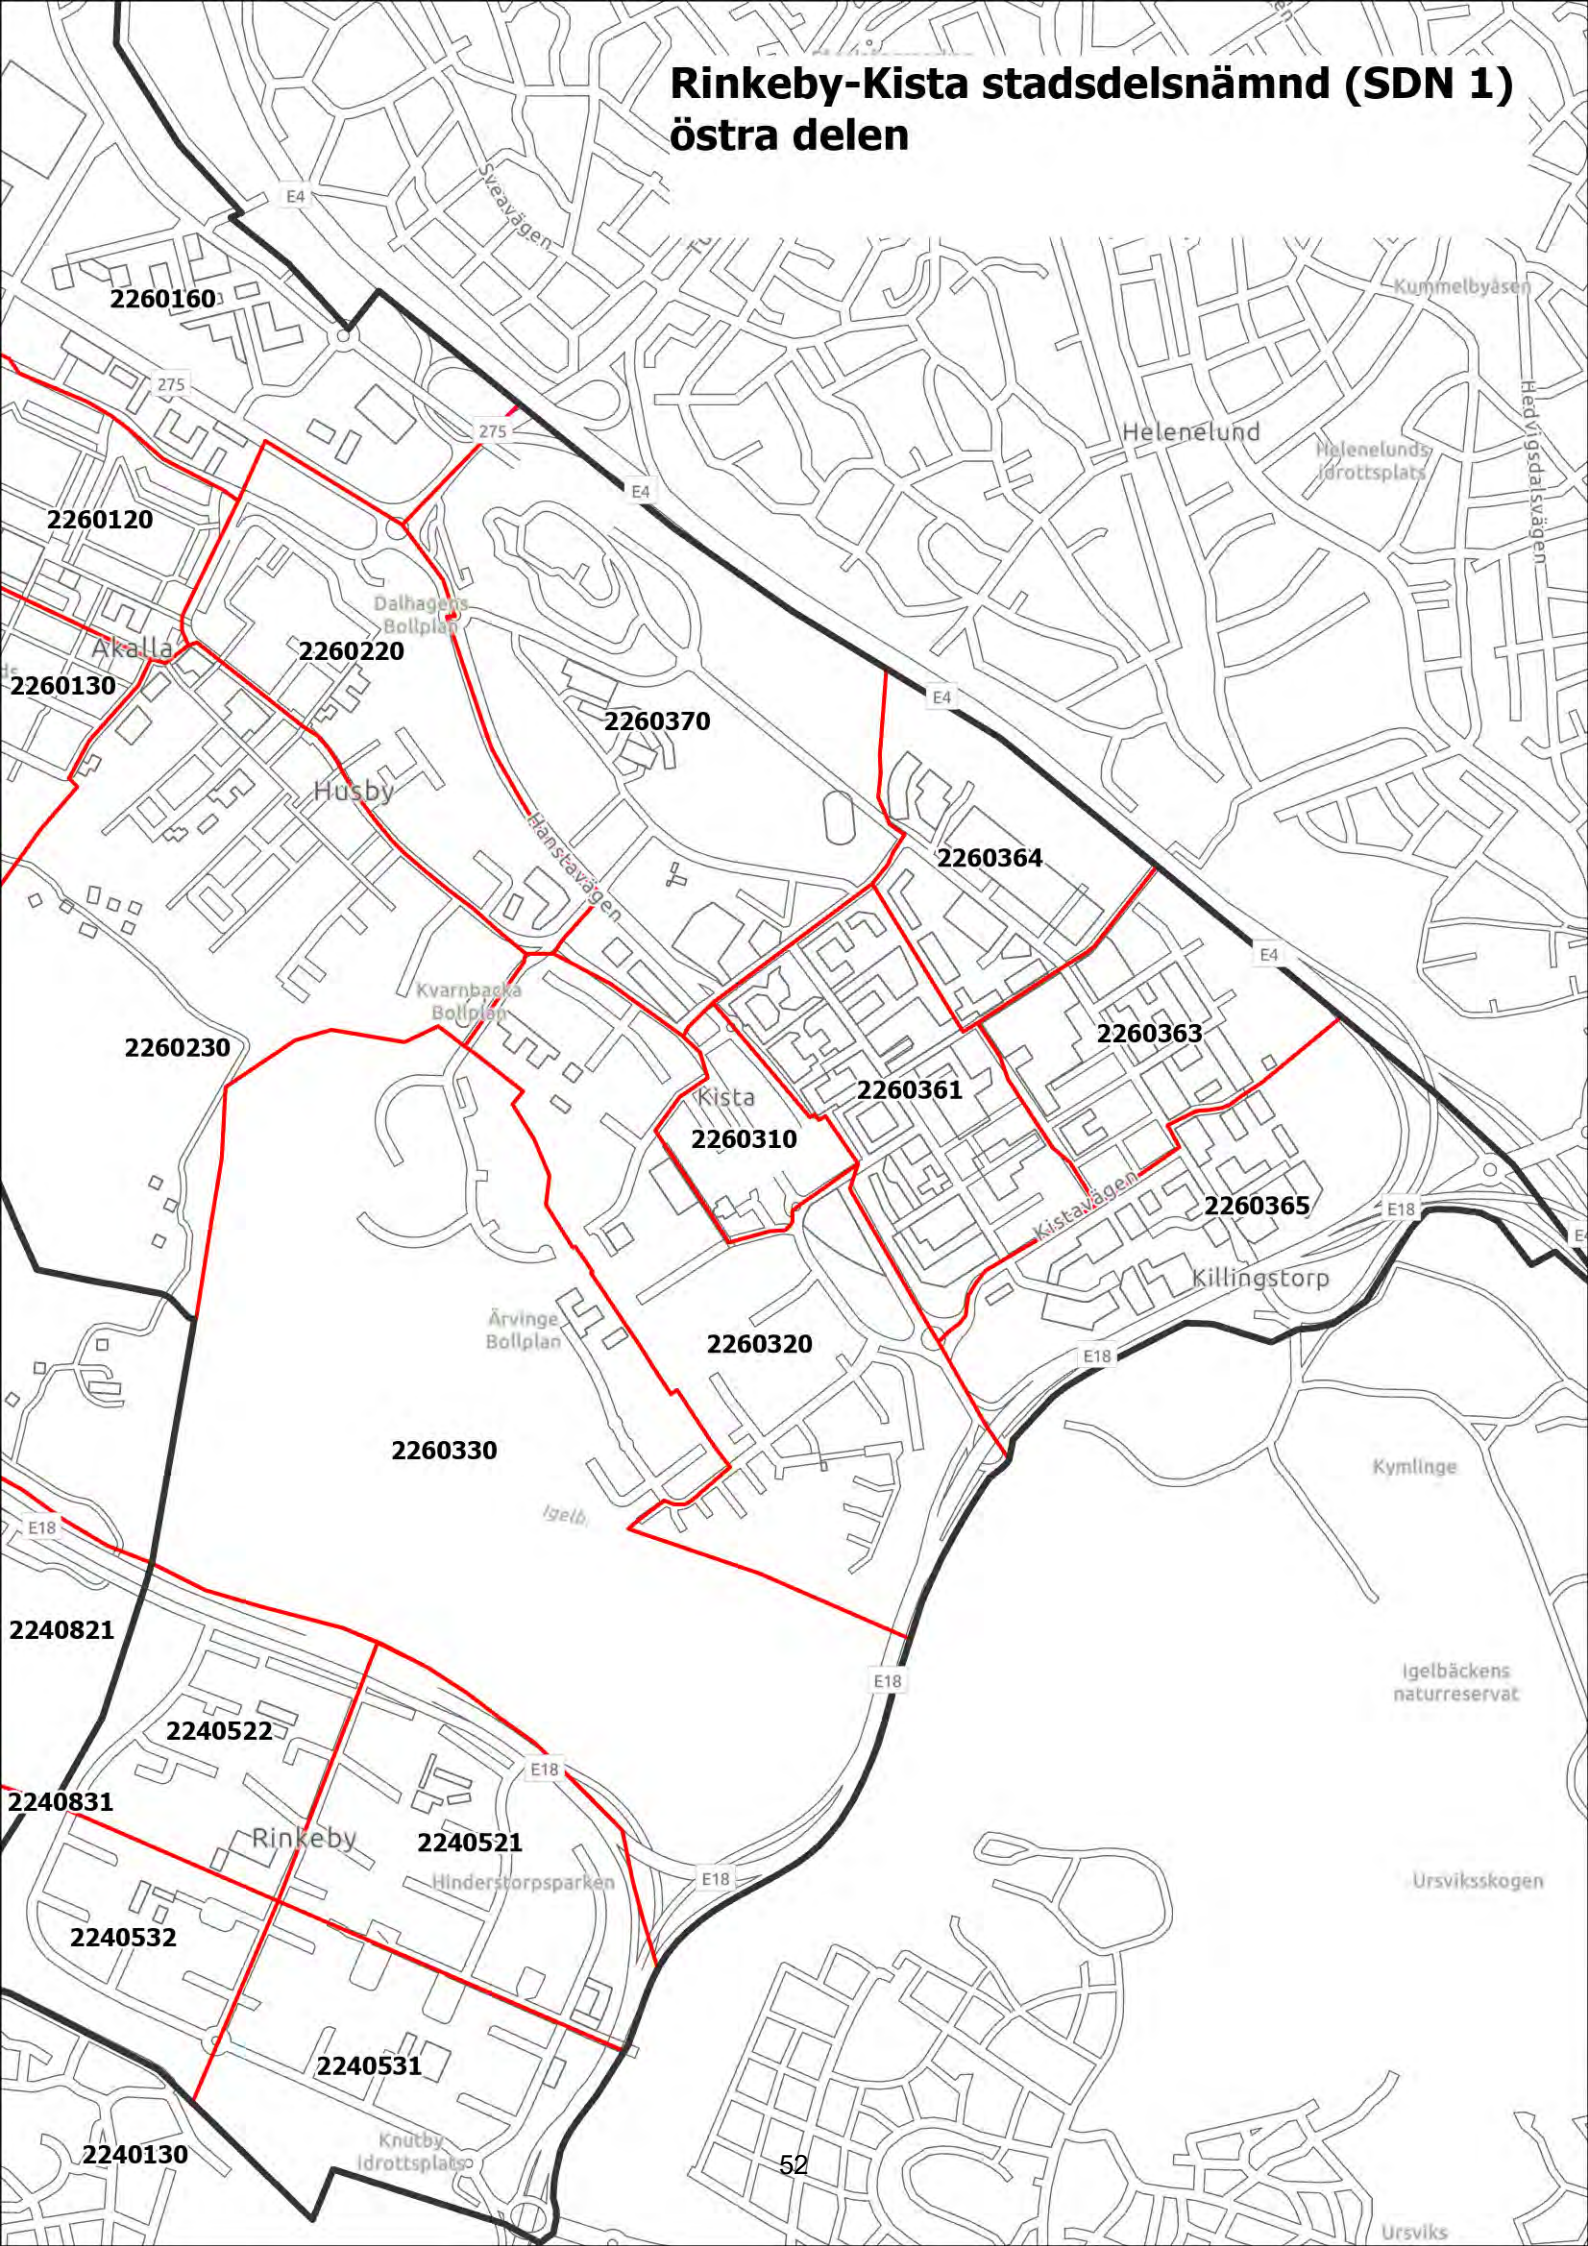 Rinkeby-Kista stadsdelsnämnd (SDN 1)
östra delen
E4
Sveavägen
2260160
Kummelbyåsen
275
275
Helenelund
Hedvigsdalsvägen
Helenelunds
idrottsplats
E4
2260120
Dalhagens
Bollplan
Akalla
2260220
2260130
2260370
E4
Husby
Hanstavägen
2260364
E4
Kvarnbacka
Bollplan
2260230
2260363
Kista
2260361
2260310
Kistavägen
2260365
E18
Killingstorp
Ärvinge
Bollplan
2260320
E18
2260330
Kymlinge
Igelb.
E18
2240821
Igelbäckens
naturreservat
E18
2240522
E18
2240831
Rinkeby
2240521
Hinderstorpsparken
E18
Ursviksskogen
2240532
2240531
Knutby
idrottsplats
2240130
52
Ursviks